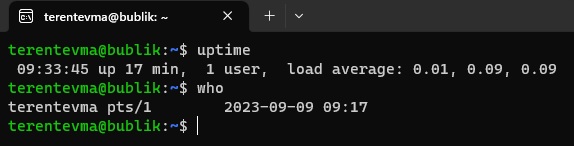 terentevma@bublik: ~
terentevma@bublik:~$ uptime
 09:33:45 up 17 min,  1 user,  load average: 0.01, 0.09, 0.09
terentevma@bublik:~$ who
terentevma pts/1        2023-09-09 09:17
terentevma@bublik:~$